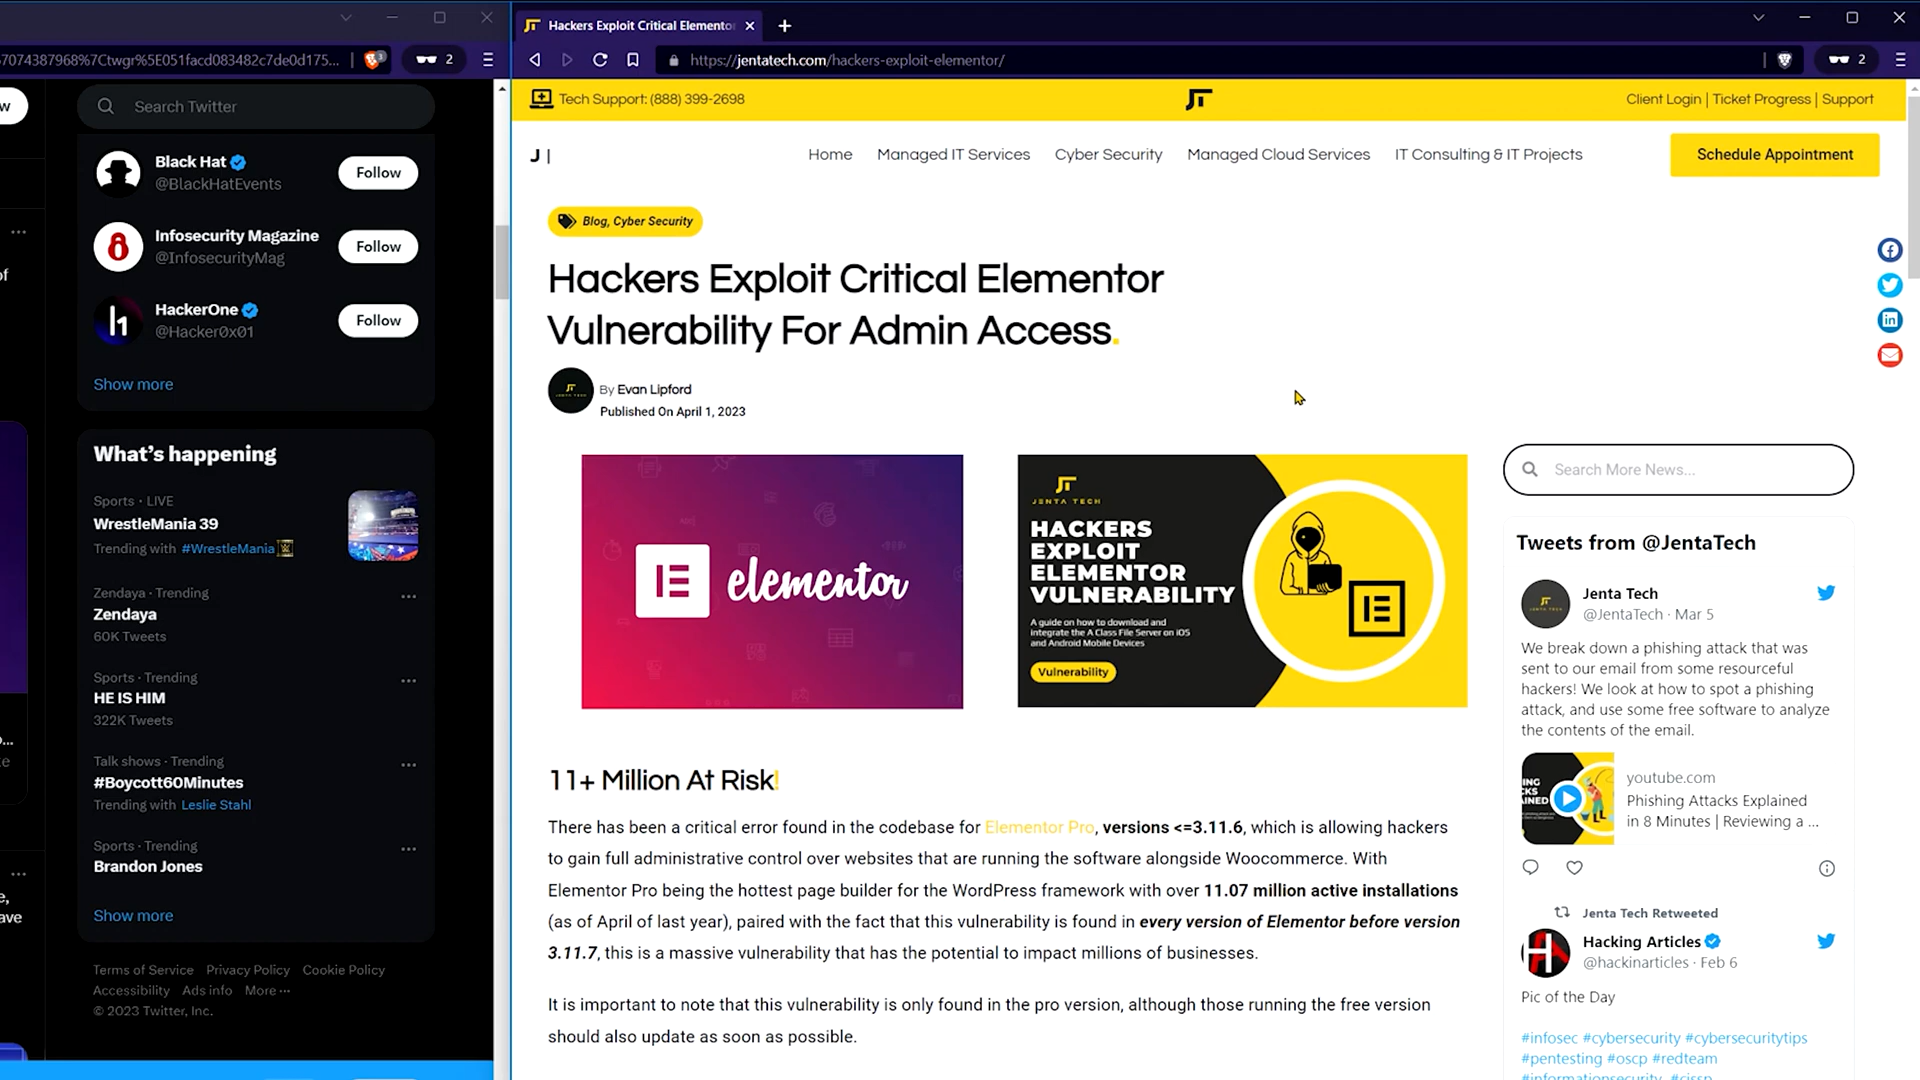 7074387968%7Ctwgr%5E051facd083482c7de0d175...
2
Search Twitter
Black Hat
@BlackHatEvents
Follow
Infosecurity Magazine
@InfosecurityMag
Follow
HackerOne
@Hacker0x01
Follow
Show more
What's happening
Sports · LIVE
WrestleMania 39
Trending with #WrestleMania
Zendaya · Trending
Zendaya
60K Tweets
Sports · Trending
HE IS HIM
322K Tweets
Talk shows · Trending
#Boycott60Minutes
Trending with Leslie Stahl
Sports · Trending
Brandon Jones
Show more
Terms of Service Privacy Policy Cookie Policy
Accessibility Ads info More ···
© 2023 Twitter, Inc.
Hackers Exploit Critical Elemento
https://jentatech.com/hackers-exploit-elementor/
2
Tech Support: (888) 399-2698
Client Login | Ticket Progress | Support
J |
Home Managed IT Services Cyber Security Managed Cloud Services IT Consulting & IT Projects
Schedule Appointment
Blog, Cyber Security
Hackers Exploit Critical Elementor
Vulnerability For Admin Access.
By Evan Lipford
Published On April 1, 2023
elementor
JENTA TECH
HACKERS
EXPLOIT
ELEMENTOR
VULNERABILITY
A guide on how to download and
integrate the A Class File Server on iOS
and Android Mobile Devices
Vulnerability
11+ Million At Risk!
There has been a critical error found in the codebase for Elementor Pro, versions <=3.11.6, which is allowing hackers
to gain full administrative control over websites that are running the software alongside Woocommerce. With
Elementor Pro being the hottest page builder for the WordPress framework with over 11.07 million active installations
(as of April of last year), paired with the fact that this vulnerability is found in every version of Elementor before version
3.11.7, this is a massive vulnerability that has the potential to impact millions of businesses.
It is important to note that this vulnerability is only found in the pro version, although those running the free version
should also update as soon as possible.
Search More News...
Tweets from @JentaTech
Jenta Tech
@JentaTech · Mar 5
We break down a phishing attack that was
sent to our email from some resourceful
hackers! We look at how to spot a phishing
attack, and use some free software to analyze
the contents of the email.
youtube.com
Phishing Attacks Explained
in 8 Minutes | Reviewing a ...
Jenta Tech Retweeted
Hacking Articles
@hackinarticles · Feb 6
Pic of the Day
#infosec #cybersecurity #cybersecuritytips
#pentesting #oscp #redteam
#informationsecurity #cissp